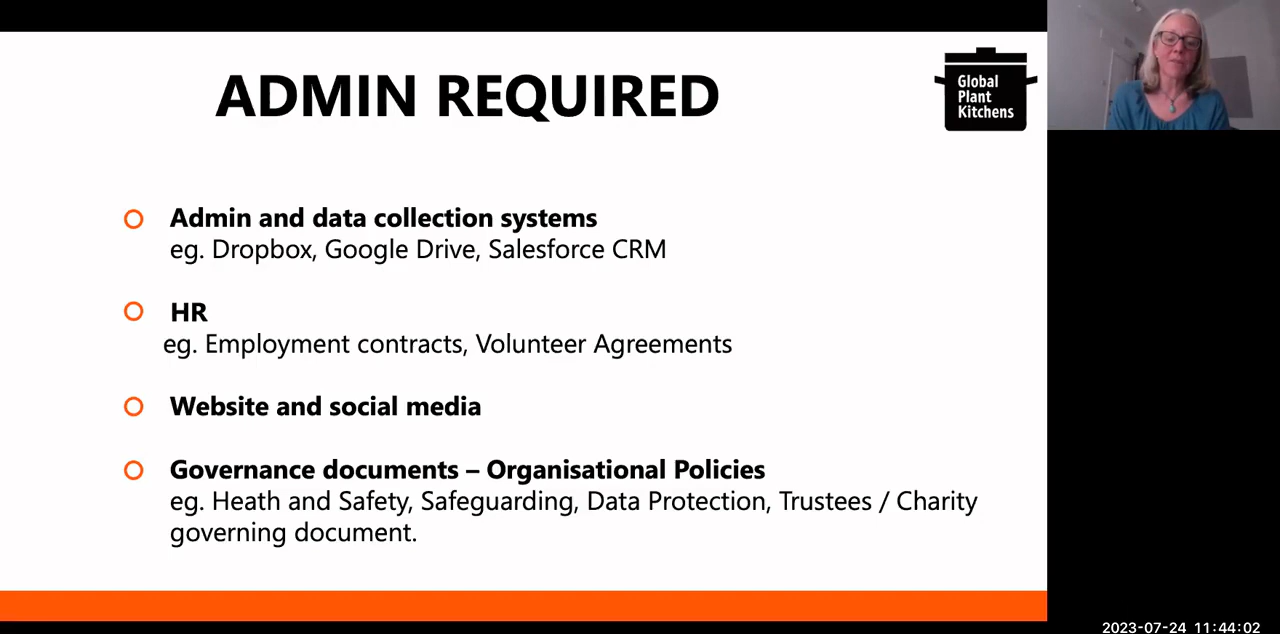 ADMIN REQUIRED
Global
Plant
Kitchens
Admin and data collection systems
eg. Dropbox, Google Drive, Salesforce CRM
HR
eg. Employment contracts, Volunteer Agreements
Website and social media
Governance documents – Organisational Policies
eg. Heath and Safety, Safeguarding, Data Protection, Trustees / Charity
governing document.
2023-07-24 11:44:02